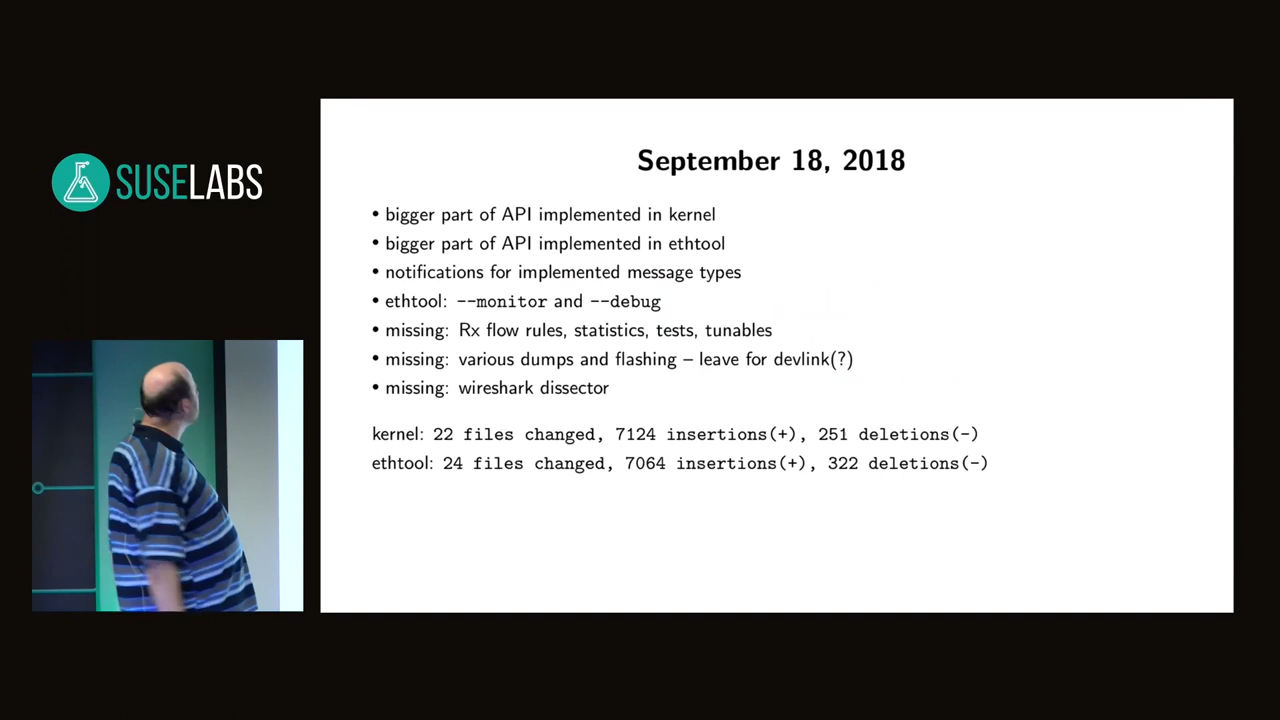 SUSELABS
September 18, 2018
• bigger part of API implemented in kernel
• bigger part of API implemented in ethtool
• notifications for implemented message types
• ethtool: --monitor and --debug
• missing: Rx flow rules, statistics, tests, tunables
• missing: various dumps and flashing – leave for devlink(?)
• missing: wireshark dissector
kernel: 22 files changed, 7124 insertions(+), 251 deletions(-)
ethtool: 24 files changed, 7064 insertions(+), 322 deletions(-)